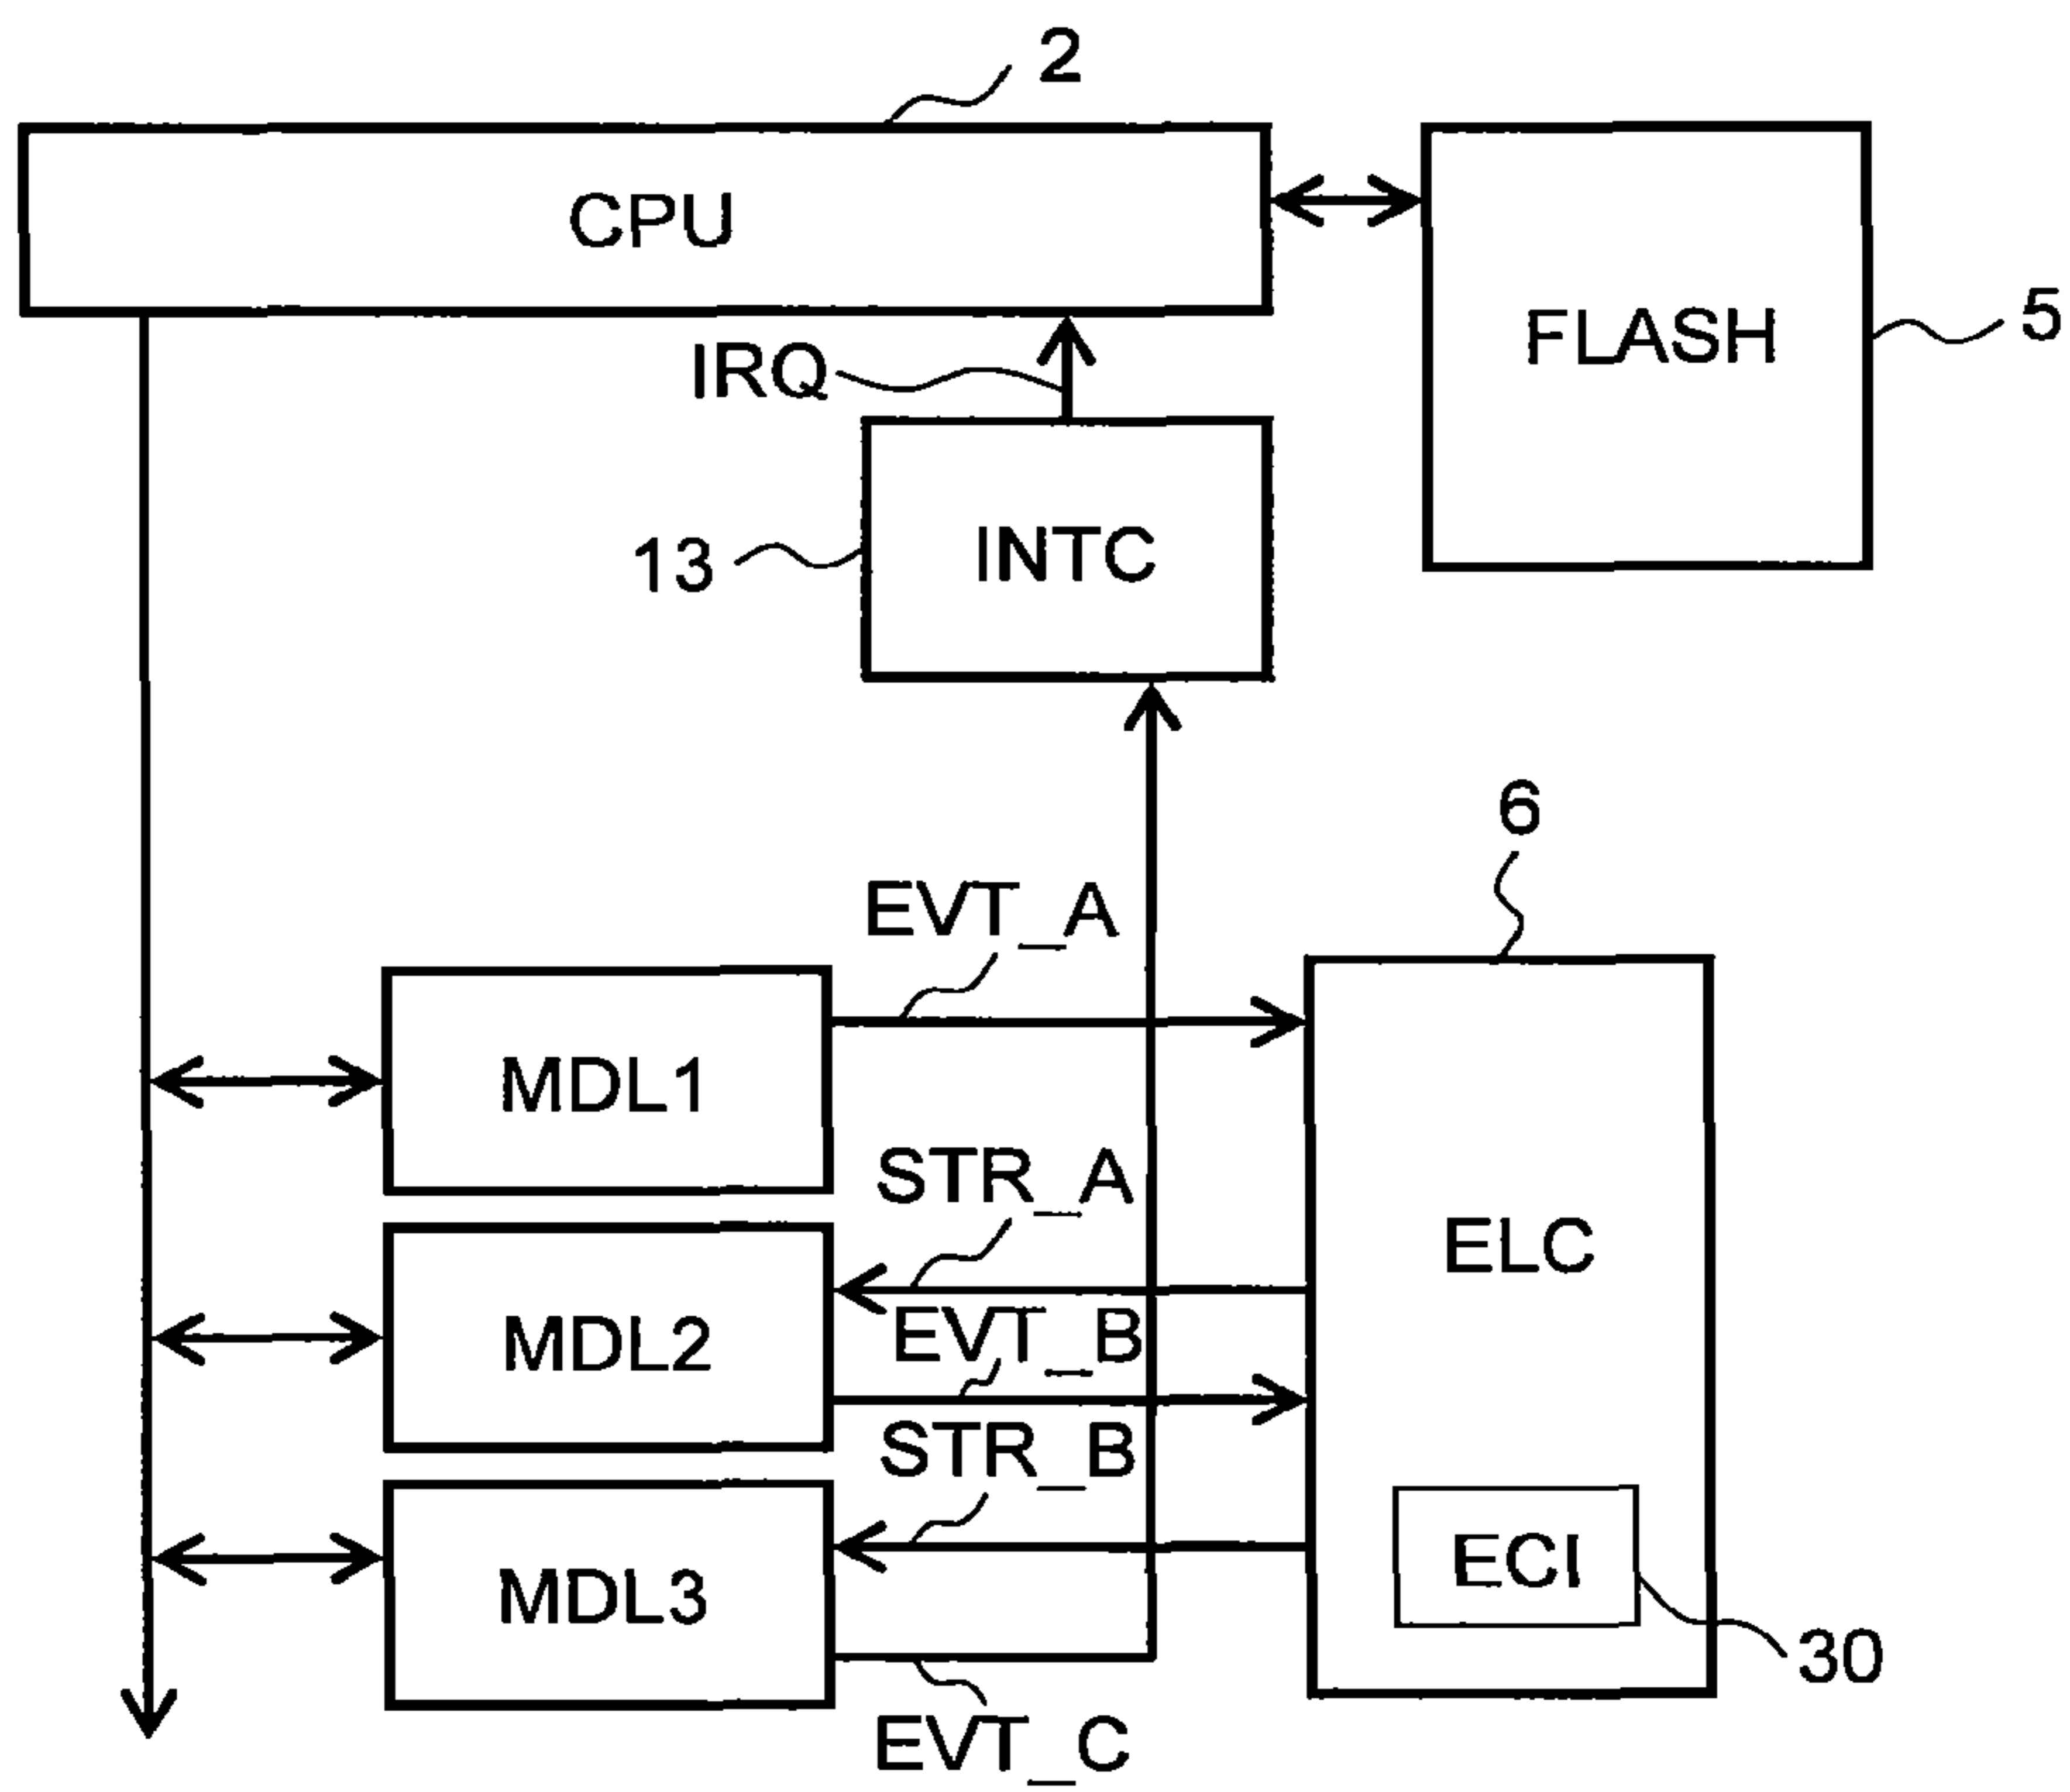 2
CPU
FLASH
5
IRQ
INTC
13
6
EVT_A
MDL1
STR_A
ELC
EVT_B
MDL2
STR_B
ECI
MDL3
30
EVT_C